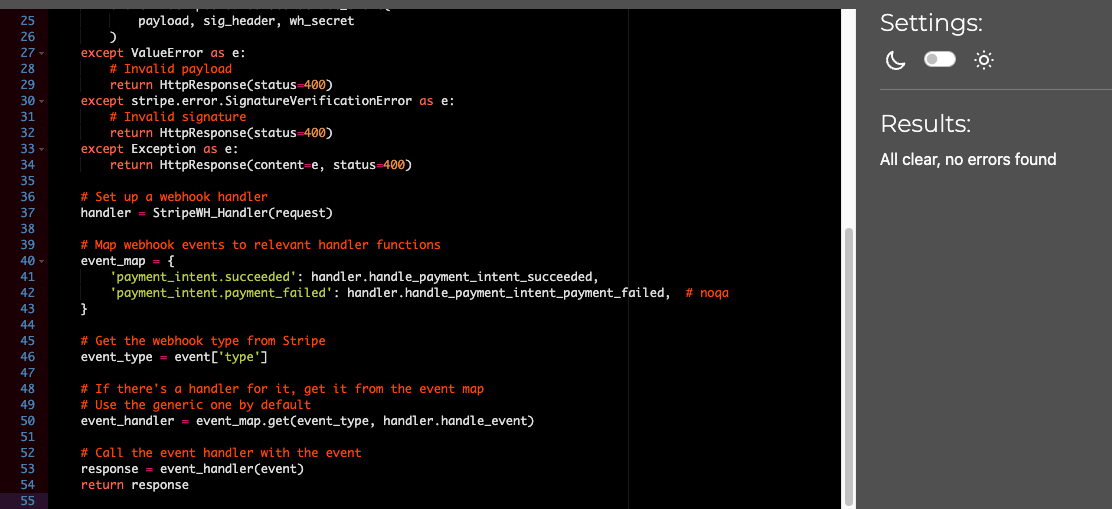 25 payload, sig_header, wh_secret
26 )
27 except ValueError as e:
28 # Invalid payload
29 return HttpResponse(status=400)
30 except stripe.error.SignatureVerificationError as e:
31 # Invalid signature
32 return HttpResponse(status=400)
33 except Exception as e:
34 return HttpResponse(content=e, status=400)
35
36 # Set up a webhook handler
37 handler = StripeWH_Handler(request)
38
39 # Map webhook events to relevant handler functions
40 event_map = {
41 'payment_intent.succeeded': handler.handle_payment_intent_succeeded,
42 'payment_intent.payment_failed': handler.handle_payment_intent_payment_failed,  # noqa
43 }
44
45 # Get the webhook type from Stripe
46 event_type = event['type']
47
48 # If there's a handler for it, get it from the event map
49 # Use the generic one by default
50 event_handler = event_map.get(event_type, handler.handle_event)
51
52 # Call the event handler with the event
53 response = event_handler(event)
54 return response
55
Settings:
Results:
All clear, no errors found